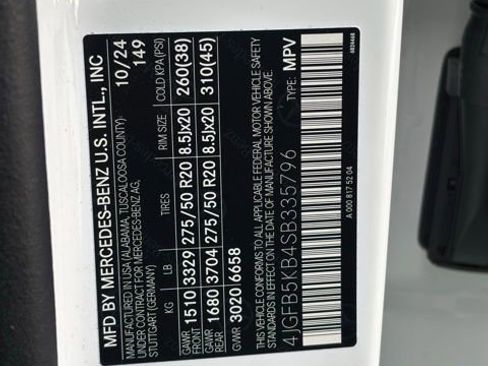 MFD BY MERCEDES-BENZ U.S. INTL., INC
MANUFACTURED IN USA (ALABAMA, TUSCALOOSA COUNTY) 10/24
UNDER CONTRACT FOR MERCEDES-BENZ AG, 149
STUTTGART (GERMANY)
KG LB TIRES RIM SIZE COLD KPA (PSI)
GAWR FRONT 1510 3329 275/50 R20 8.5Jx20 260(38)
GAWR REAR 1680 3704 275/50 R20 8.5Jx20 310(45)
GVWR 3020 6658
THIS VEHICLE CONFORMS TO ALL APPLICABLE FEDERAL MOTOR VEHICLE SAFETY
STANDARDS IN EFFECT ON THE DATE OF MANUFACTURE SHOWN ABOVE.
4JGFB5KB4SB335796 TYPE: MPV
A 000 817 52 04